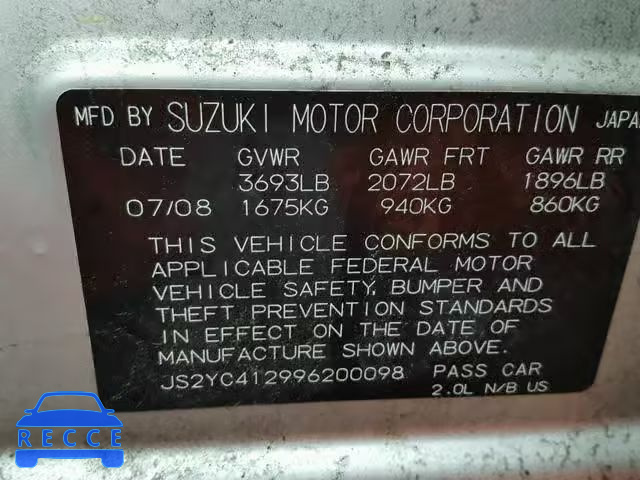 MFD BY SUZUKI MOTOR CORPORATION JAPA
DATE GVWR GAWR FRT GAWR RR
3693LB 2072LB 1896LB
07/08 1675KG 940KG 860KG
THIS VEHICLE CONFORMS TO ALL
APPLICABLE FEDERAL MOTOR
VEHICLE SAFETY, BUMPER AND
THEFT PREVENTION STANDARDS
IN EFFECT ON THE DATE OF
MANUFACTURE SHOWN ABOVE.
JS2YC412996200098 PASS CAR
2.0L N/B US
RECCE